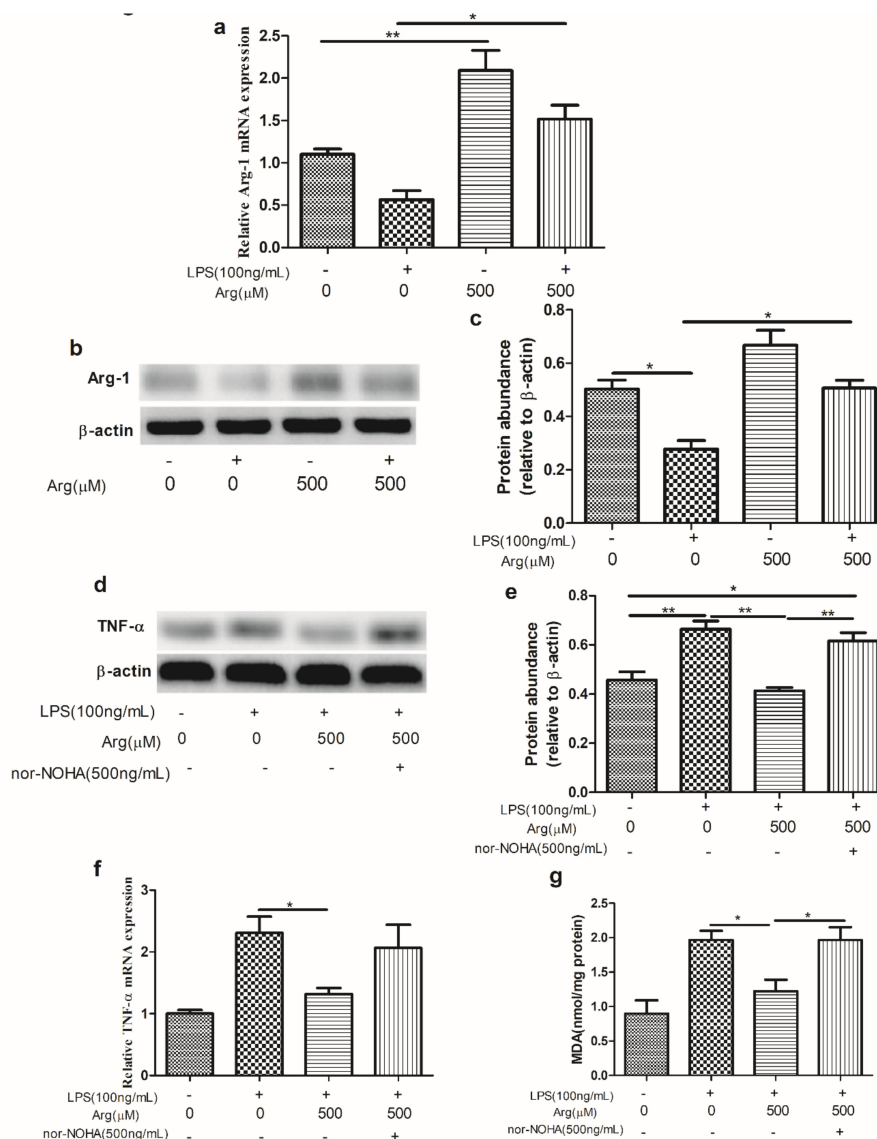 a
Relative Arg-1 mRNA expression
2.5
2.0
1.5
1.0
0.5
0.0
**
*
LPS(100ng/mL) - + - +
Arg(μM) 0 0 500 500
b
Arg-1
β-actin
- + - +
Arg(μM) 0 0 500 500
c
Protein abundance
(relative to β-actin)
0.8
0.6
0.4
0.2
0.0
*
*
LPS(100ng/mL) - + - +
Arg(μM) 0 0 500 500
d
TNF-α
β-actin
LPS(100ng/mL) - + + +
Arg(μM) 0 0 500 500
nor-NOHA(500ng/mL) - - - +
e
Protein abundance
(relative to β-actin)
0.8
0.6
0.4
0.2
0.0
*
** ** **
LPS(100ng/mL) - + + +
Arg(μM) 0 0 500 500
nor-NOHA(500ng/mL) - - - +
f
Relative TNF-α mRNA expression
3
2
1
0
*
LPS(100ng/mL) - + + +
Arg(μM) 0 0 500 500
nor-NOHA(500ng/mL) - - - +
g
MDA(nmol/mg protein)
2.5
2.0
1.5
1.0
0.5
0.0
* *
LPS(100ng/mL) - + + +
Arg(μM) 0 0 500 500
nor-NOHA(500ng/mL) - - - +